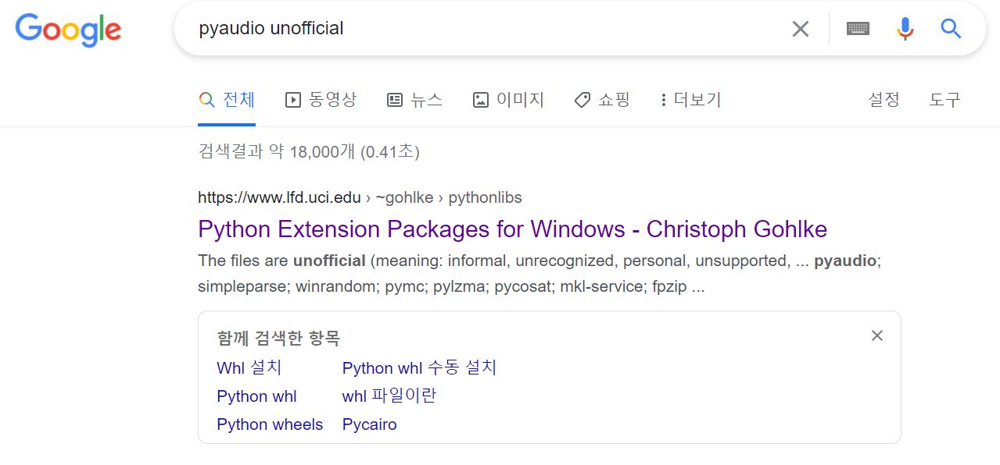 Google
pyaudio unofficial
전체 동영상 뉴스 이미지 쇼핑 더보기 설정 도구
검색결과 약 18,000개 (0.41초)
https://www.lfd.uci.edu › ~gohlke › pythonlibs
Python Extension Packages for Windows - Christoph Gohlke
The files are unofficial (meaning: informal, unrecognized, personal, unsupported, ... pyaudio;
simpleparse; winrandom; pymc; pylzma; pycosat; mkl-service; fpzip ...
함께 검색한 항목
Whl 설치 Python whl 수동 설치
Python whl whl 파일이란
Python wheels Pycairo